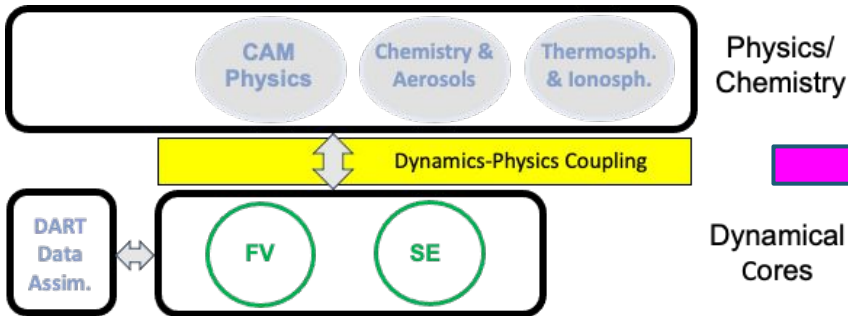 CAM
Physics
Chemistry &
Aerosols
Thermosph.
& Ionosph.
Physics/
Chemistry
Dynamics-Physics Coupling
DART
Data
Assim.
FV
SE
Dynamical
Cores